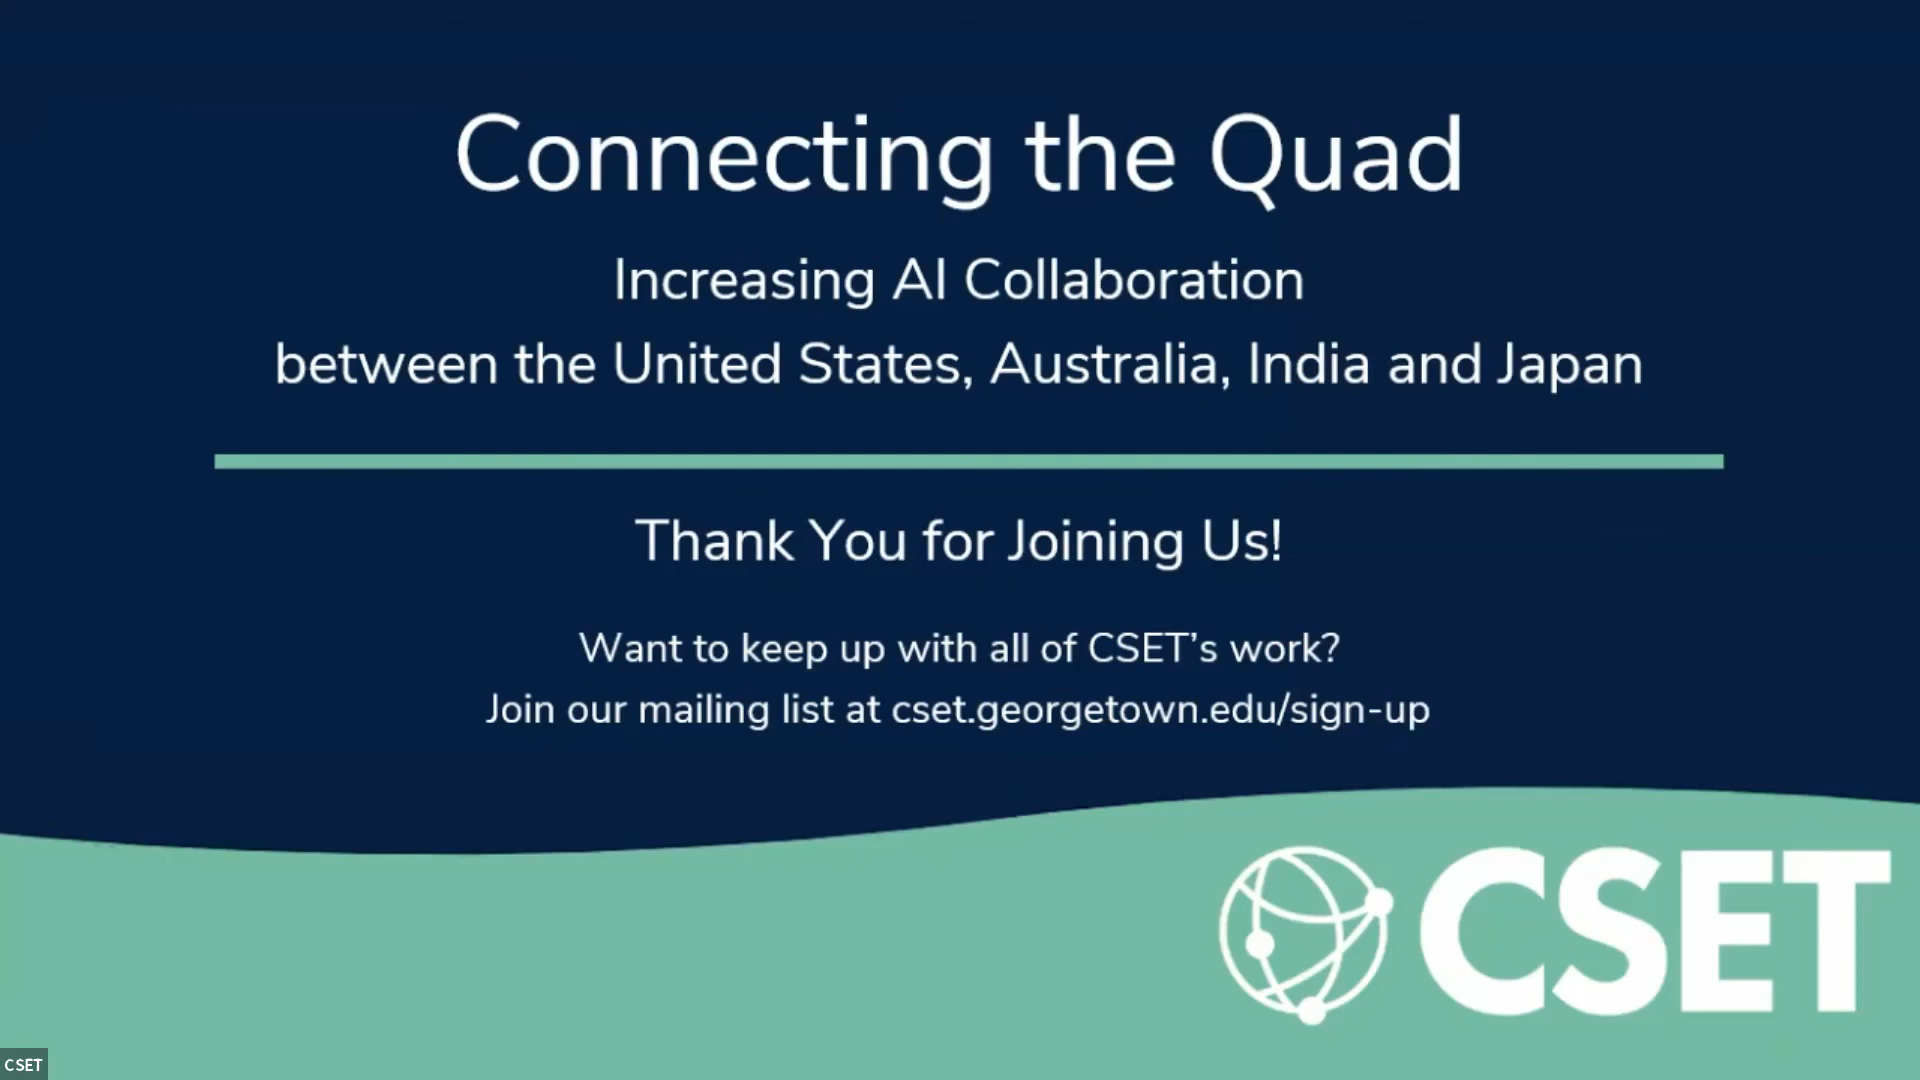 Connecting the Quad
Increasing AI Collaboration
between the United States, Australia, India and Japan
Thank You for Joining Us!
Want to keep up with all of CSET’s work?
Join our mailing list at cset.georgetown.edu/sign-up
CSET
CSET